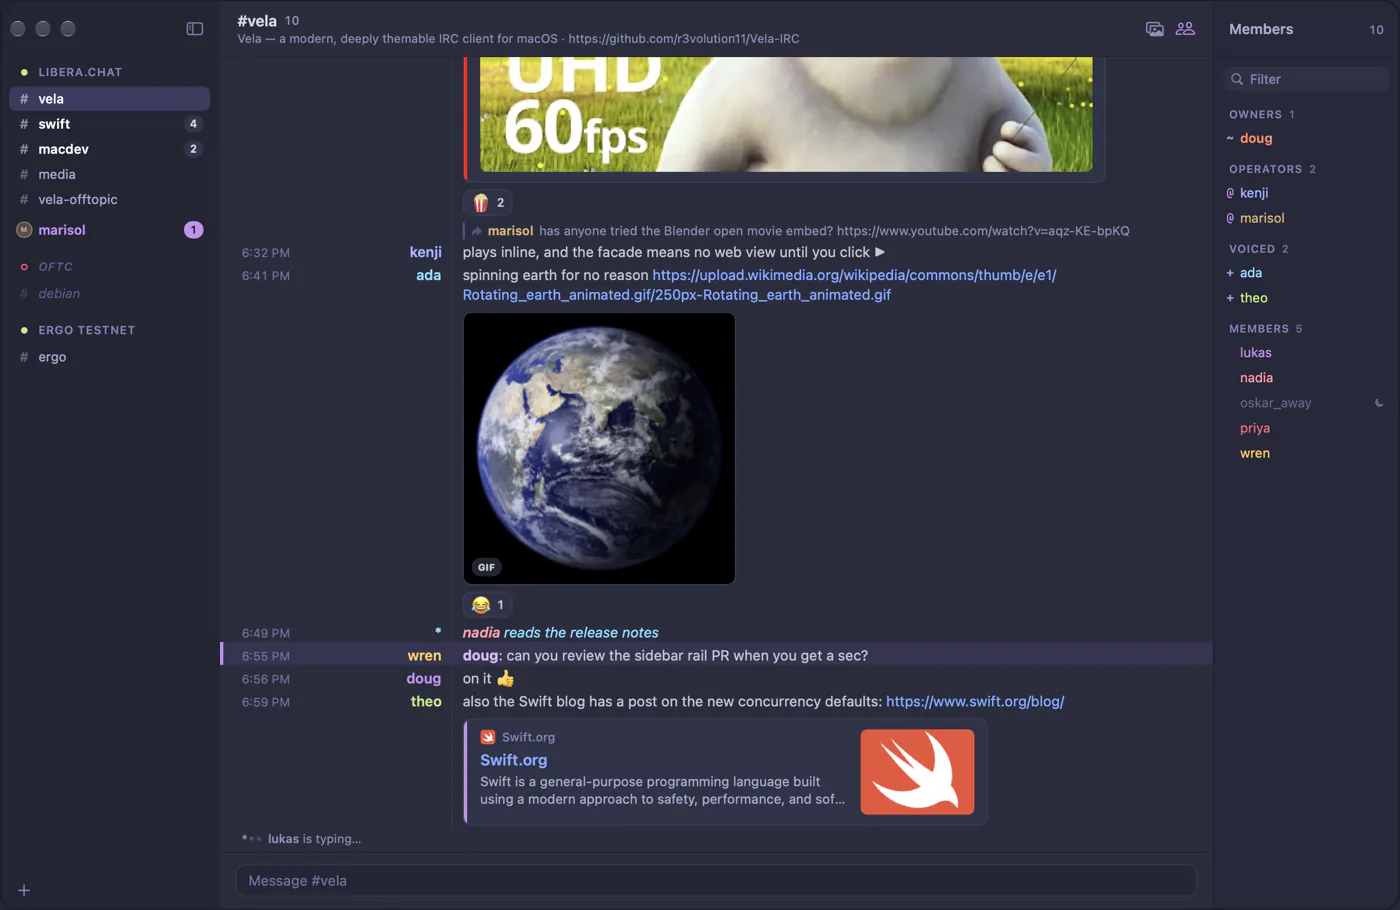 LIBERA.CHAT
# vela
# swift 4
# macdev 2
# media
# vela-offtopic
M marisol 1
OFTC
# debian
ERGO TESTNET
# ergo
+
#vela 10
Vela — a modern, deeply themable IRC client for macOS · https://github.com/r3volution11/Vela-IRC
UHD
60fps
🍿 2
marisol has anyone tried the Blender open movie embed? https://www.youtube.com/watch?v=aqz-KE-bpKQ
6:32 PM kenji plays inline, and the facade means no web view until you click ▶
6:41 PM ada spinning earth for no reason https://upload.wikimedia.org/wikipedia/commons/thumb/e/e1/
Rotating_earth_animated.gif/250px-Rotating_earth_animated.gif
GIF
😂 1
6:49 PM * nadia reads the release notes
6:55 PM wren doug: can you review the sidebar rail PR when you get a sec?
6:56 PM doug on it 👍
6:59 PM theo also the Swift blog has a post on the new concurrency defaults: https://www.swift.org/blog/
Swift.org
Swift.org
Swift is a general-purpose programming language built
using a modern approach to safety, performance, and sof…
lukas is typing…
Message #vela
Members 10
Filter
OWNERS 1
~ doug
OPERATORS 2
@ kenji
@ marisol
VOICED 2
+ ada
+ theo
MEMBERS 5
lukas
nadia
oskar_away
priya
wren